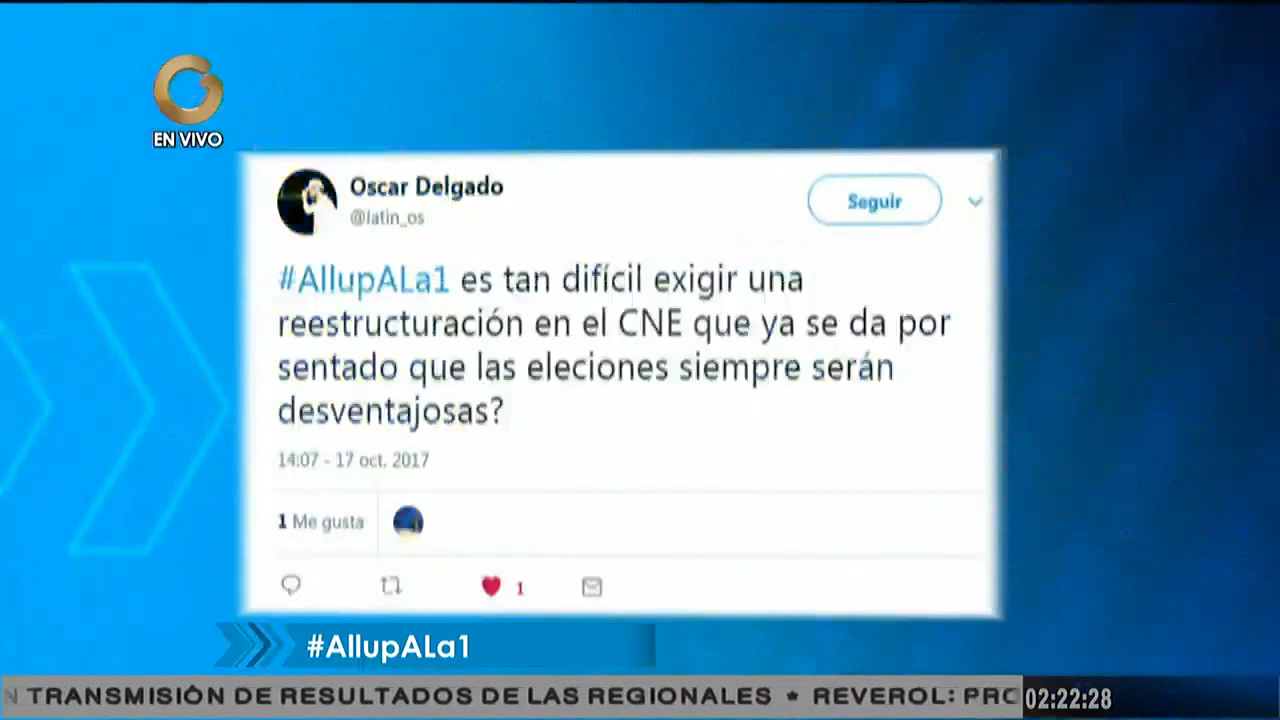 EN VIVO
Oscar Delgado
@latin_os
Seguir
#AllupALa1 es tan difícil exigir una
reestructuración en el CNE que ya se da por
sentado que las eleciones siempre serán
desventajosas?
14:07 - 17 oct. 2017
1 Me gusta
1
#AllupALa1
N TRANSMISIÓN DE RESULTADOS DE LAS REGIONALES * REVEROL: PRO
02:22:28